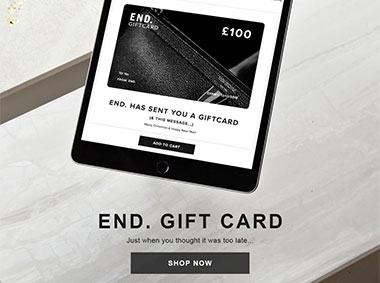 END.
GIFTCARD
£100
TO: You
FROM: END.
END. HAS SENT YOU A GIFTCARD
(& THIS MESSAGE...)
Merry Christmas & Happy New Year!
ADD TO CART
END. GIFT CARD
Just when you thought it was too late...
SHOP NOW